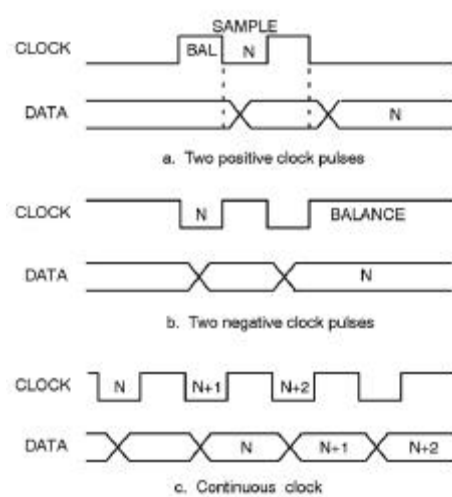 SAMPLE
CLOCK BAL N
DATA N
a. Two positive clock pulses
CLOCK N BALANCE
DATA N
b. Two negative clock pulses
CLOCK N N+1 N+2
DATA N N+1 N+2
c. Continuous clock